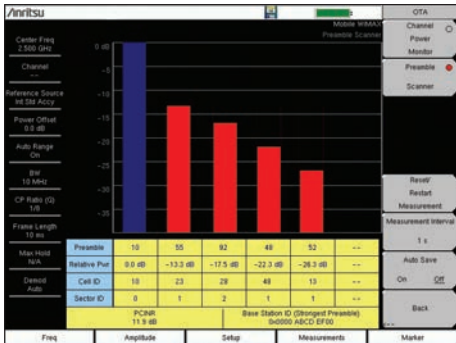 Anritsu
Mobile WiMAX
Preamble Scanner
OTA
Channel
Power
Monitor
Preamble
Scanner
Reset/
Restart
Measurement
Measurement Interval
1 s
Auto Save
On Off
Back
Center Freq
2.500 GHz
Channel
--
Reference Source
Int Std Accy
Power Offset
0.0 dB
Auto Range
On
BW
10 MHz
CP Ratio (G)
1/8
Frame Length
10 ms
Max Hold
N/A
Demod
Auto
0 dB
-5
-10
-15
-20
-25
-30
-35
Preamble 10 55 92 48 52 --
Relative Pwr 0.0 dB -13.3 dB -17.5 dB -22.3 dB -26.3 dB --
Cell ID 10 23 28 48 13 --
Sector ID 0 1 2 1 1 --
PCINR
11.9 dB
Base Station ID (Strongest Preamble)
0x0000 ABCD EF00
Freq Amplitude Setup Measurements Marker